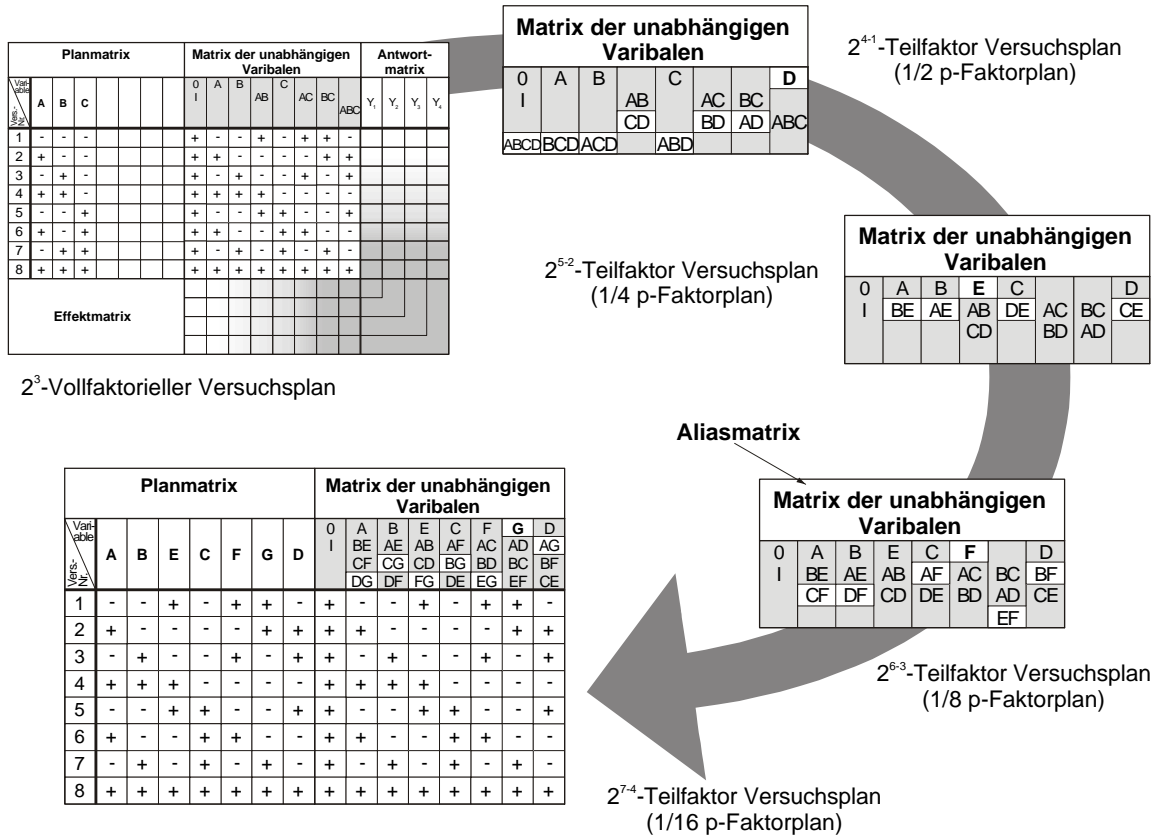 Planmatrix Matrix der unabhängigen Varibalen Antwort-matrix
Vari-able
Vers.-Nr.
A B C 0 I A B AB C AC BC ABC Y₁ Y₂ Y₃ Y₄
1 - - - + - - + - + + -
2 + - - + + - - - - + +
3 - + - + - + - - + - +
4 + + - + + + + - - - -
5 - - + + - - + + - - +
6 + - + + + - - + + - -
7 - + + + - + - + - + -
8 + + + + + + + + + + +
Effektmatrix
2³-Vollfaktorieller Versuchsplan
Matrix der unabhängigen
Varibalen
0 A B C D
I AB AC BC
CD BD AD ABC
ABCD BCD ACD ABD
2⁴⁻¹-Teilfaktor Versuchsplan
(1/2 p-Faktorplan)
Matrix der unabhängigen
Varibalen
0 A B E C D
I BE AE AB DE AC BC CE
CD BD AD
2⁵⁻²-Teilfaktor Versuchsplan
(1/4 p-Faktorplan)
Aliasmatrix
Matrix der unabhängigen
Varibalen
0 A B E C F D
I BE AE AB AF AC BC BF
CF DF CD DE BD AD CE
EF
2⁶⁻³-Teilfaktor Versuchsplan
(1/8 p-Faktorplan)
Planmatrix Matrix der unabhängigen
Varibalen
Vari-able
Vers.-Nr.
A B E C F G D 0 A B E C F G D
I BE AE AB AF AC AD AG
CF CG CD BG BD BC BF
DG DF FG DE EG EF CE
1 - - + - + + - + - - + - + + -
2 + - - - - + + + + - - - - + +
3 - + - - + - + + - + - - + - +
4 + + + - - - - + + + + - - - -
5 - - + + - - + + - - + + - - +
6 + - - + + - - + + - - + + - -
7 - + - + - + - + - + - + - + -
8 + + + + + + + + + + + + + + +
2⁷⁻⁴-Teilfaktor Versuchsplan
(1/16 p-Faktorplan)